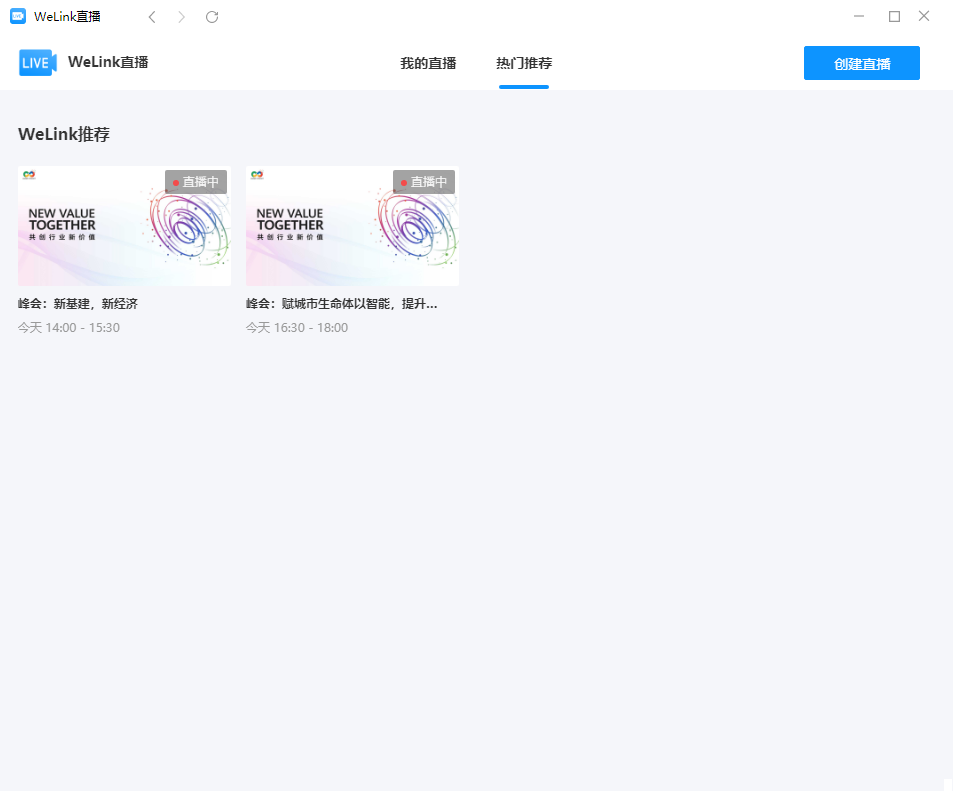 WeLink直播
LIVE WeLink直播 我的直播 热门推荐 创建直播
WeLink推荐
直播中
NEW VALUE
TOGETHER
共创行业新价值
峰会：新基建，新经济
今天 14:00 - 15:30
直播中
NEW VALUE
TOGETHER
共创行业新价值
峰会：赋城市生命体以智能，提升...
今天 16:30 - 18:00